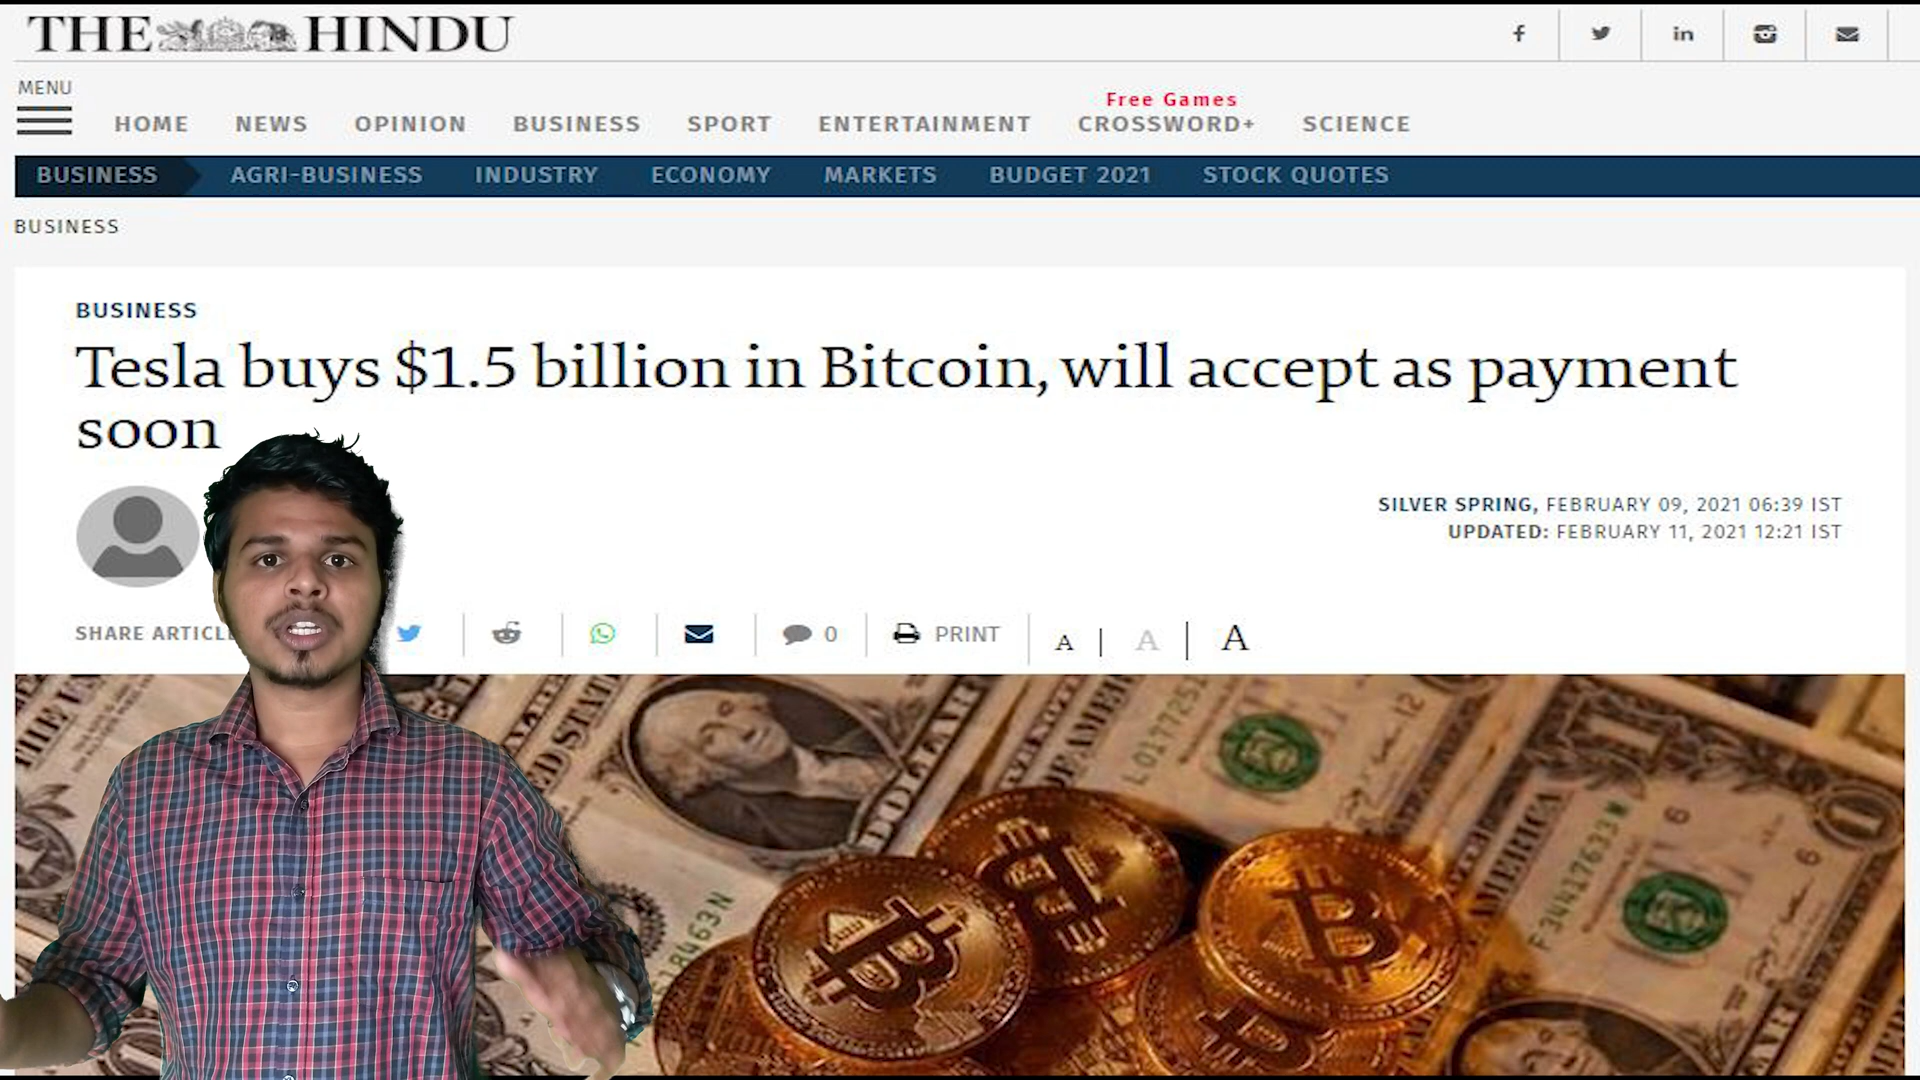 THE HINDU
MENU
HOME NEWS OPINION BUSINESS SPORT ENTERTAINMENT Free Games CROSSWORD+ SCIENCE
BUSINESS AGRI-BUSINESS INDUSTRY ECONOMY MARKETS BUDGET 2021 STOCK QUOTES
BUSINESS
BUSINESS
Tesla buys $1.5 billion in Bitcoin, will accept as payment
soon
SILVER SPRING, FEBRUARY 09, 2021 06:39 IST
UPDATED: FEBRUARY 11, 2021 12:21 IST
SHARE ARTICL 0 PRINT A | A | A